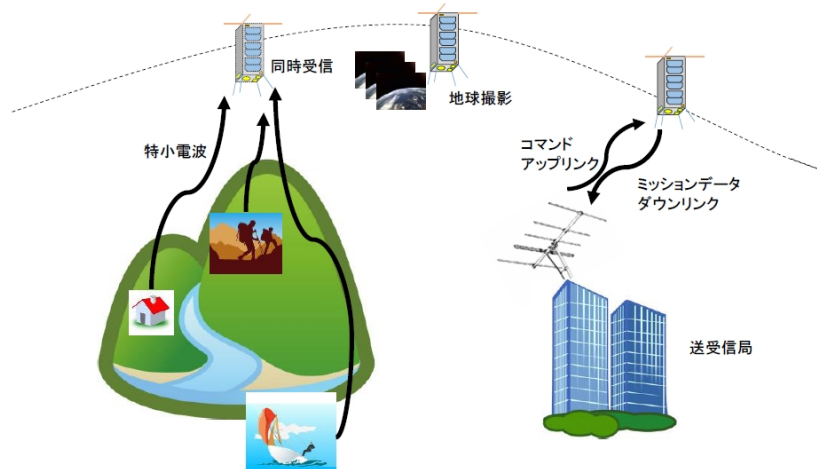 同時受信
地球撮影
特小電波
コマンド
アップリンク
ミッションデータ
ダウンリンク
送受信局